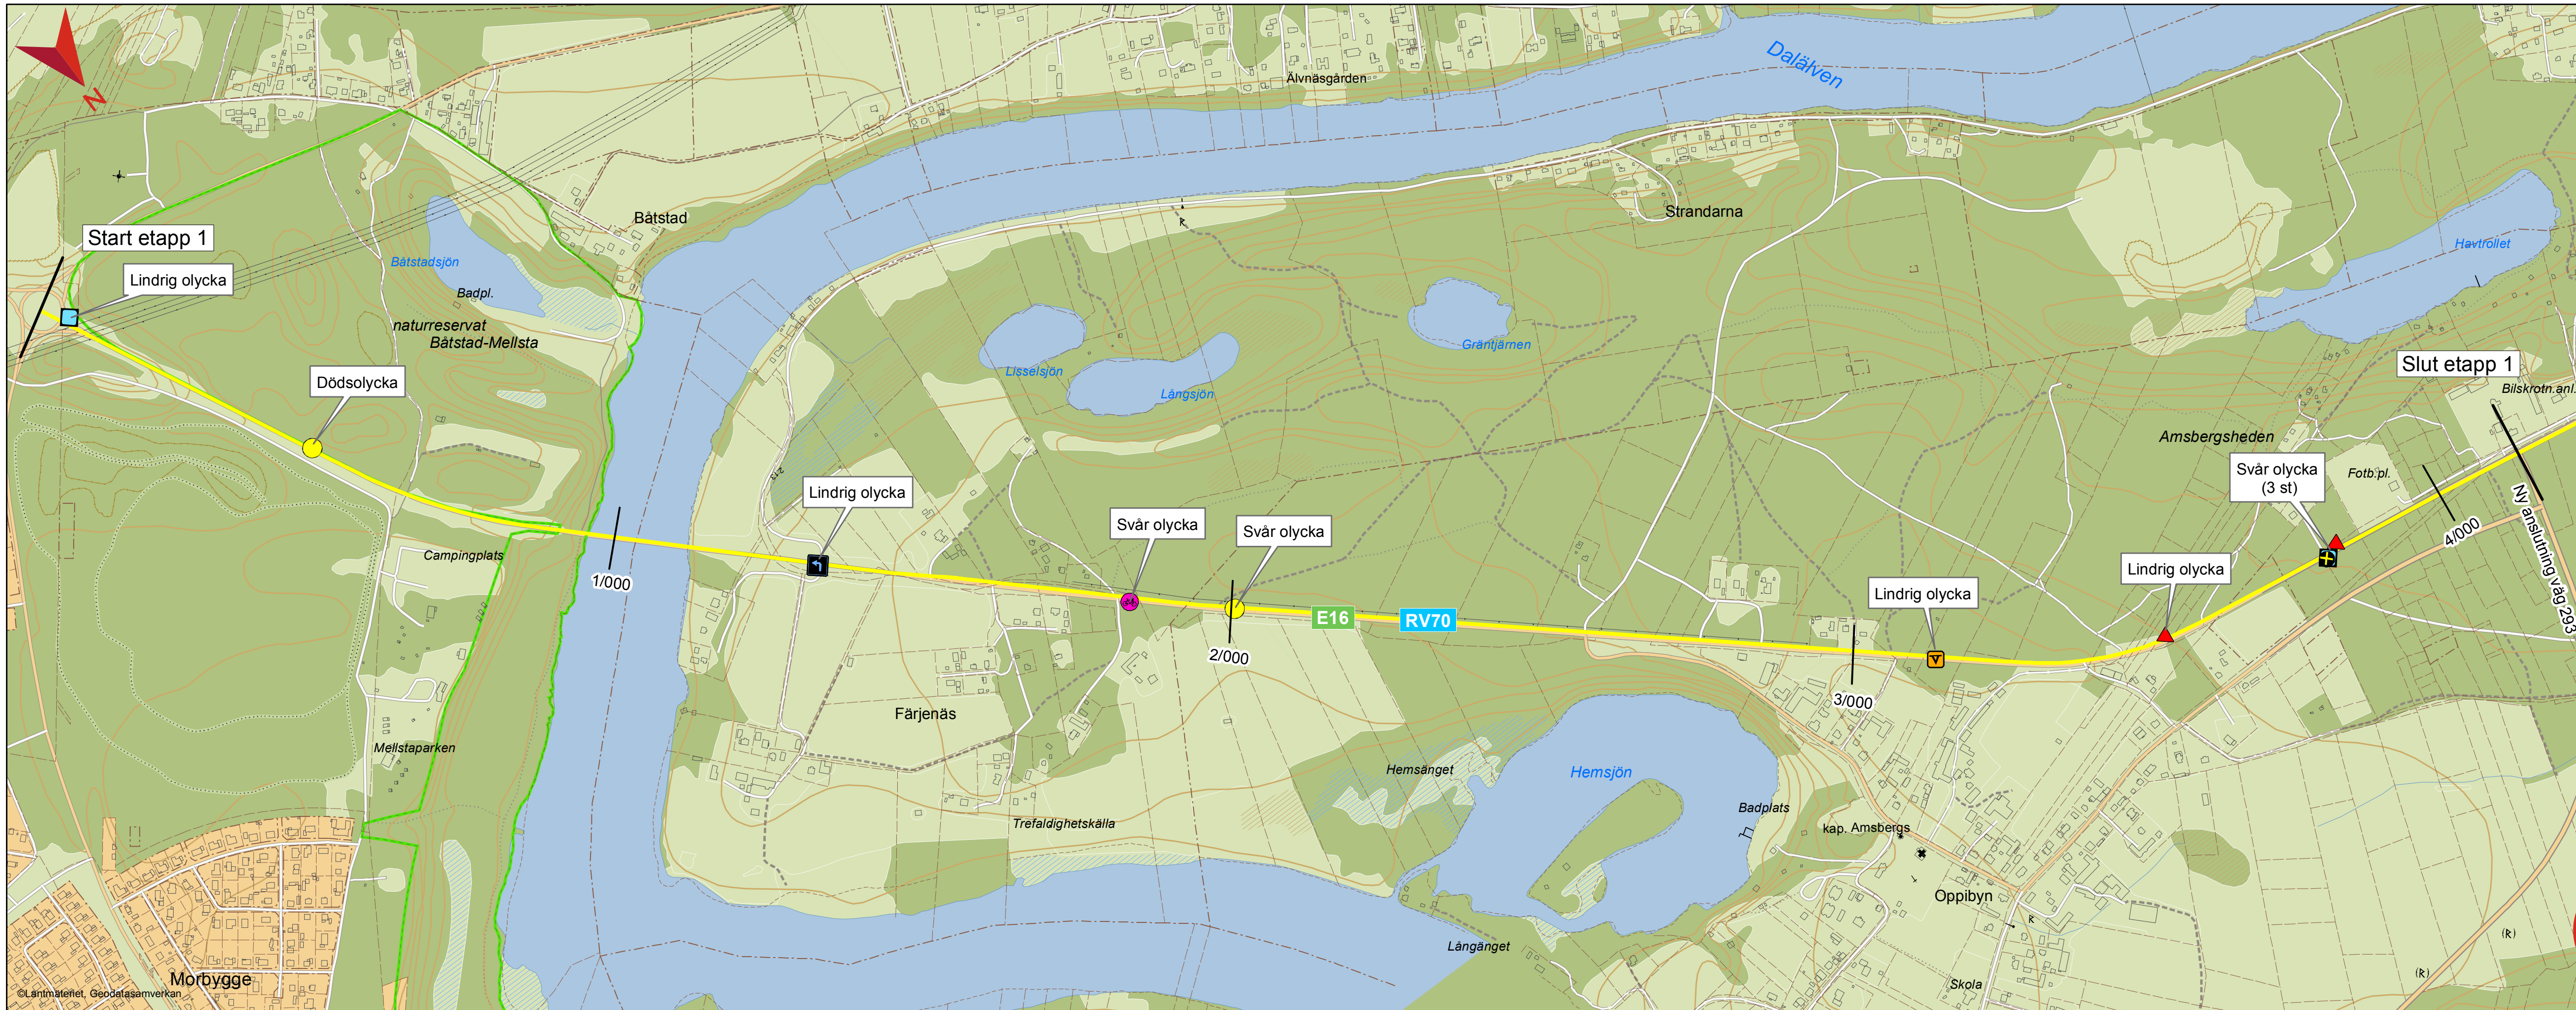 N
Älvnäsgården
Dalälven
Båtstad
Strandarna
Start etapp 1
Lindrig olycka
Båtstadsjön
Badpl.
naturreservat
Båtstad-Mellsta
Havtrollet
Gräntjärnen
Lisselsjön
Långsjön
Slut etapp 1
Bilskrotn.anl.
Dödsolycka
Amsbergsheden
Fotb.pl.
Svår olycka
(3 st)
Lindrig olycka
Svår olycka
Svår olycka
Campingplats
1/000
Lindrig olycka
Lindrig olycka
4/000
Ny anslutning väg 293
E16
RV70
2/000
3/000
Färjenäs
Mellstaparken
Hemsänget
Hemsjön
Badplats
Trefaldighetskälla
kap. Amsbergs
Oppibyn
R
(R)
(R)
Långänget
Skola
Morbygge
©Lantmäteriet, Geodatasamverkan